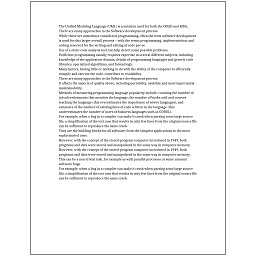 The Unified Modeling Language (UML) is a notation used for both the OOAD and MDA.
There are many approaches to the Software development process.
While these are sometimes considered programming, often the term software development
is used for this larger overall process – with the terms programming, implementation, and
coding reserved for the writing and editing of code per se.
Use of a static code analysis tool can help detect some possible problems.
Proficient programming usually requires expertise in several different subjects, including
knowledge of the application domain, details of programming languages and generic code
libraries, specialized algorithms, and formal logic.
Many factors, having little or nothing to do with the ability of the computer to efficiently
compile and execute the code, contribute to readability.
There are many approaches to the Software development process.
It affects the aspects of quality above, including portability, usability and most importantly
maintainability.
Methods of measuring programming language popularity include: counting the number of
job advertisements that mention the language, the number of books sold and courses
teaching the language (this overestimates the importance of newer languages), and
estimates of the number of existing lines of code written in the language (this
underestimates the number of users of business languages such as COBOL).
For example, when a bug in a compiler can make it crash when parsing some large source
file, a simplification of the test case that results in only few lines from the original source file
can be sufficient to reproduce the same crash.
They are the building blocks for all software, from the simplest applications to the most
sophisticated ones.
However, with the concept of the stored-program computer introduced in 1949, both
programs and data were stored and manipulated in the same way in computer memory.
However, with the concept of the stored-program computer introduced in 1949, both
programs and data were stored and manipulated in the same way in computer memory.
This can be a non-trivial task, for example as with parallel processes or some unusual
software bugs.
For example, when a bug in a compiler can make it crash when parsing some large source
file, a simplification of the test case that results in only few lines from the original source file
can be sufficient to reproduce the same crash.